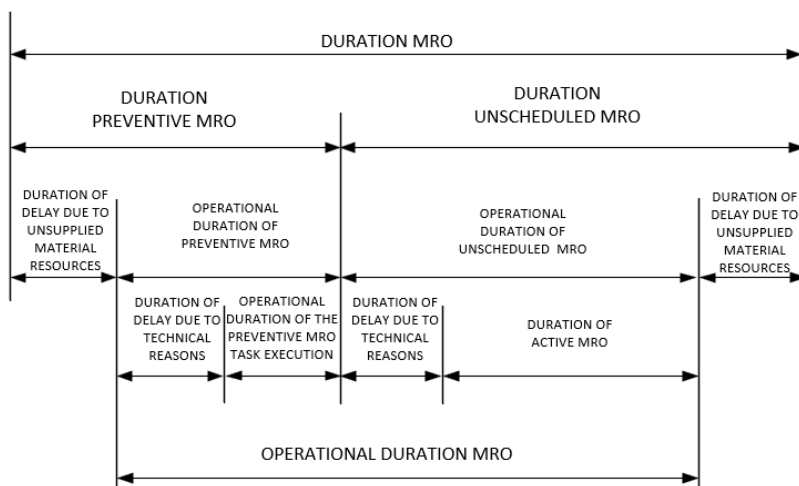 DURATION MRO
DURATION
PREVENTIVE MRO
DURATION
UNSCHEDULED MRO
DURATION OF
DELAY DUE TO
UNSUPPLIED
MATERIAL
RESOURCES
OPERATIONAL
DURATION OF
PREVENTIVE MRO
OPERATIONAL
DURATION OF
UNSCHEDULED MRO
DURATION OF
DELAY DUE TO
UNSUPPLIED
MATERIAL
RESOURCES
DURATION OF
DELAY DUE TO
TECHNICAL
REASONS
OPERATIONAL
DURATION OF THE
PREVENTIVE MRO
TASK EXECUTION
DURATION OF
DELAY DUE TO
TECHNICAL
REASONS
DURATION OF
ACTIVE MRO
OPERATIONAL DURATION MRO